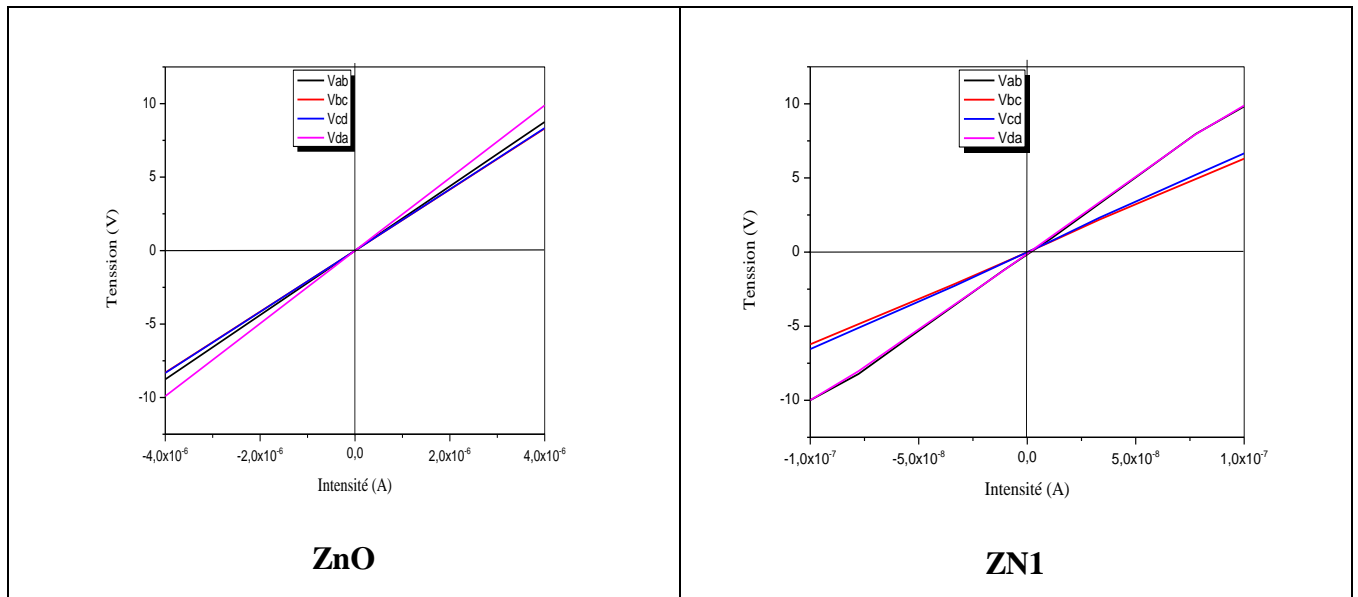 Vab
Vbc
Vcd
Vda
10
5
0
-5
-10
Tenssion (V)
-4,0x10⁻⁶ -2,0x10⁻⁶ 0,0 2,0x10⁻⁶ 4,0x10⁻⁶
Intensité (A)
ZnO
Vab
Vbc
Vcd
Vda
10
5
0
-5
-10
Tenssion (V)
-1,0x10⁻⁷ -5,0x10⁻⁸ 0,0 5,0x10⁻⁸ 1,0x10⁻⁷
Intensité (A)
ZN1